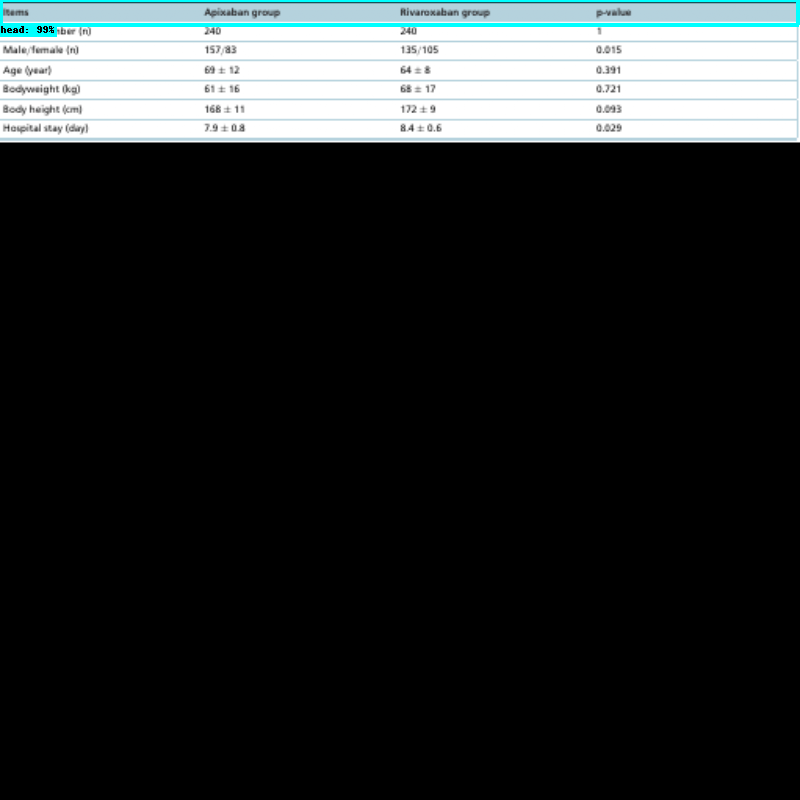 Items Apixaban group Rivaroxaban group p-value
head: 99% ber (n) 240 240 1
Male/female (n) 157/83 135/105 0.015
Age (year) 69 ± 12 64 ± 8 0.391
Bodyweight (kg) 61 ± 16 68 ± 17 0.721
Body height (cm) 168 ± 11 172 ± 9 0.093
Hospital stay (day) 7.9 ± 0.8 8.4 ± 0.6 0.029